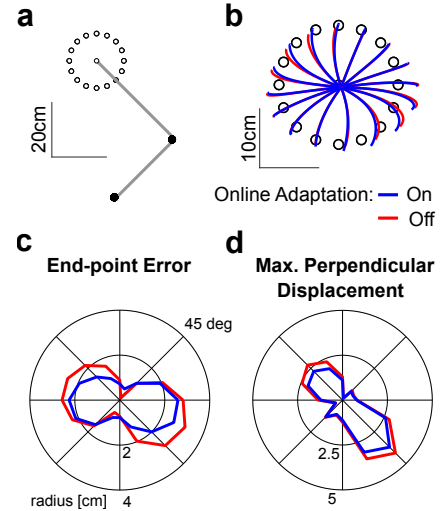 a
20cm
b
10cm
Online Adaptation: On
Off
c
End-point Error
45 deg
2
radius [cm] 4
d
Max. Perpendicular
Displacement
2.5
5